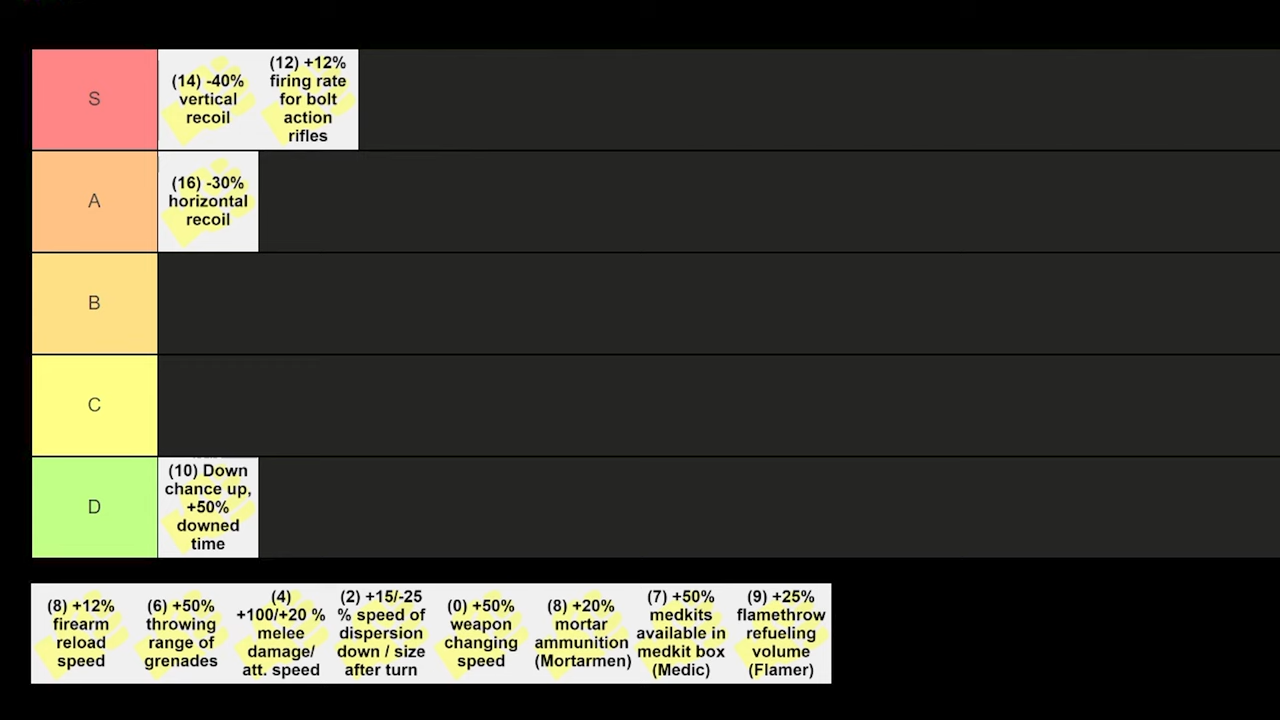 S
(14) -40%
vertical
recoil
(12) +12%
firing rate
for bolt
action
rifles
A
(16) -30%
horizontal
recoil
B
C
D
(10) Down
chance up,
+50%
downed
time
(8) +12%
firearm
reload
speed
(6) +50%
throwing
range of
grenades
(4)
+100/+20 %
melee
damage/
att. speed
(2) +15/-25
% speed of
dispersion
down / size
after turn
(0) +50%
weapon
changing
speed
(8) +20%
mortar
ammunition
(Mortarmen)
(7) +50%
medkits
available in
medkit box
(Medic)
(9) +25%
flamethrow
refueling
volume
(Flamer)